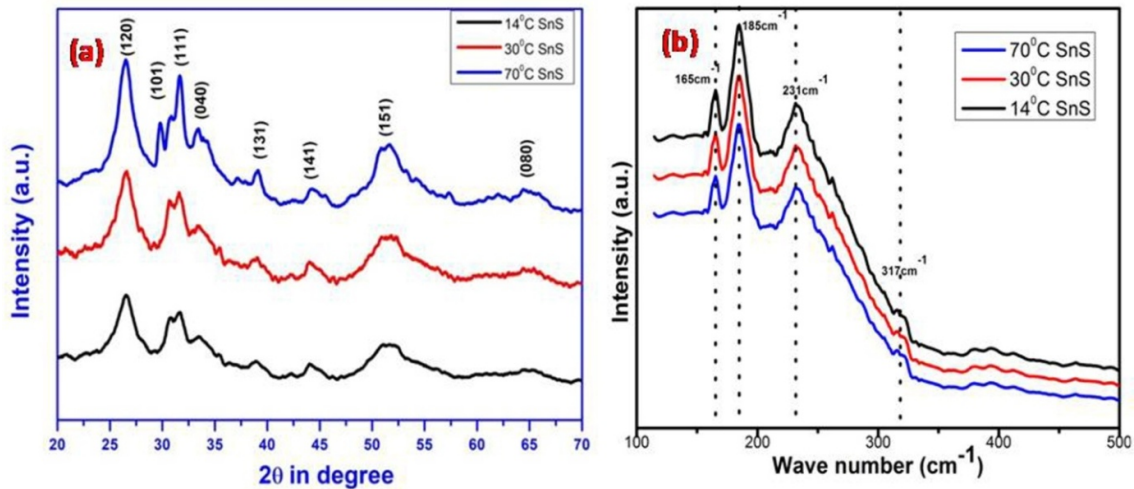 (a)
14⁰C SnS
30⁰C SnS
70⁰C SnS
(120)
(101)
(111)
(040)
(131)
(141)
(151)
(080)
Intensity (a.u.)
20 25 30 35 40 45 50 55 60 65 70
2θ in degree
(b)
70⁰C SnS
30⁰C SnS
14⁰C SnS
165cm⁻¹
185cm⁻¹
231cm⁻¹
317cm⁻¹
Intensity (a.u.)
100 200 300 400 500
Wave number (cm⁻¹)